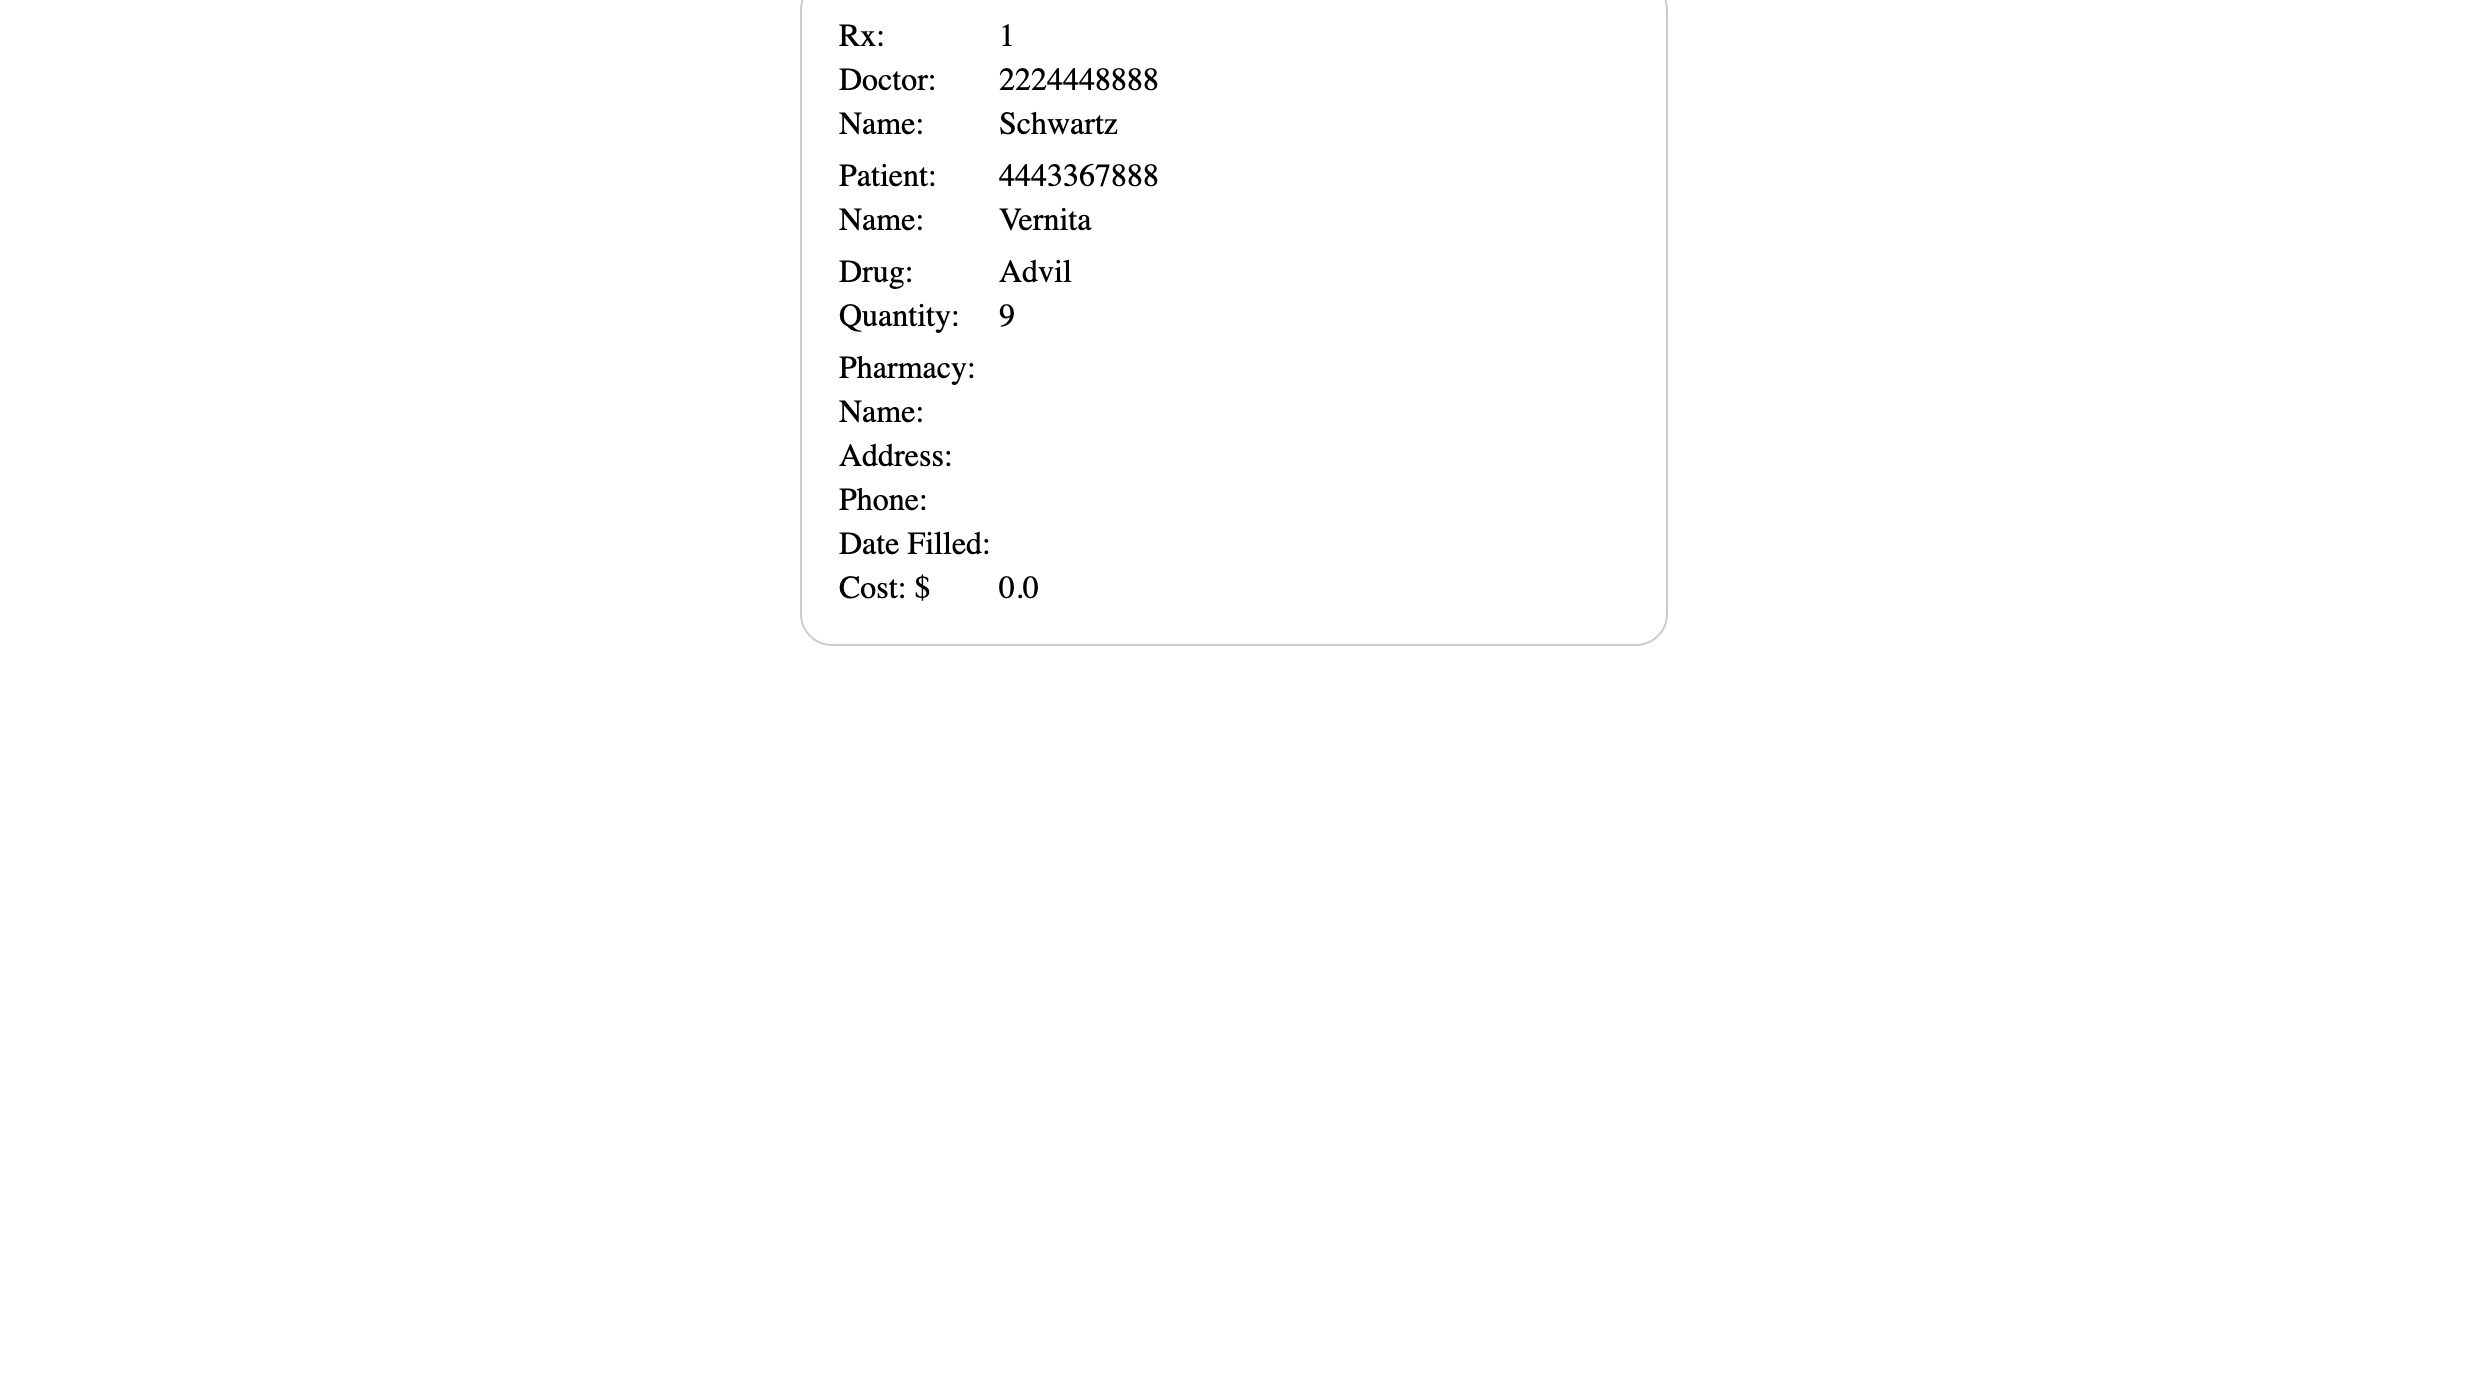 Rx: 1
Doctor: 2224448888
Name: Schwartz
Patient: 4443367888
Name: Vernita
Drug: Advil
Quantity: 9
Pharmacy:
Name:
Address:
Phone:
Date Filled:
Cost: $ 0.0